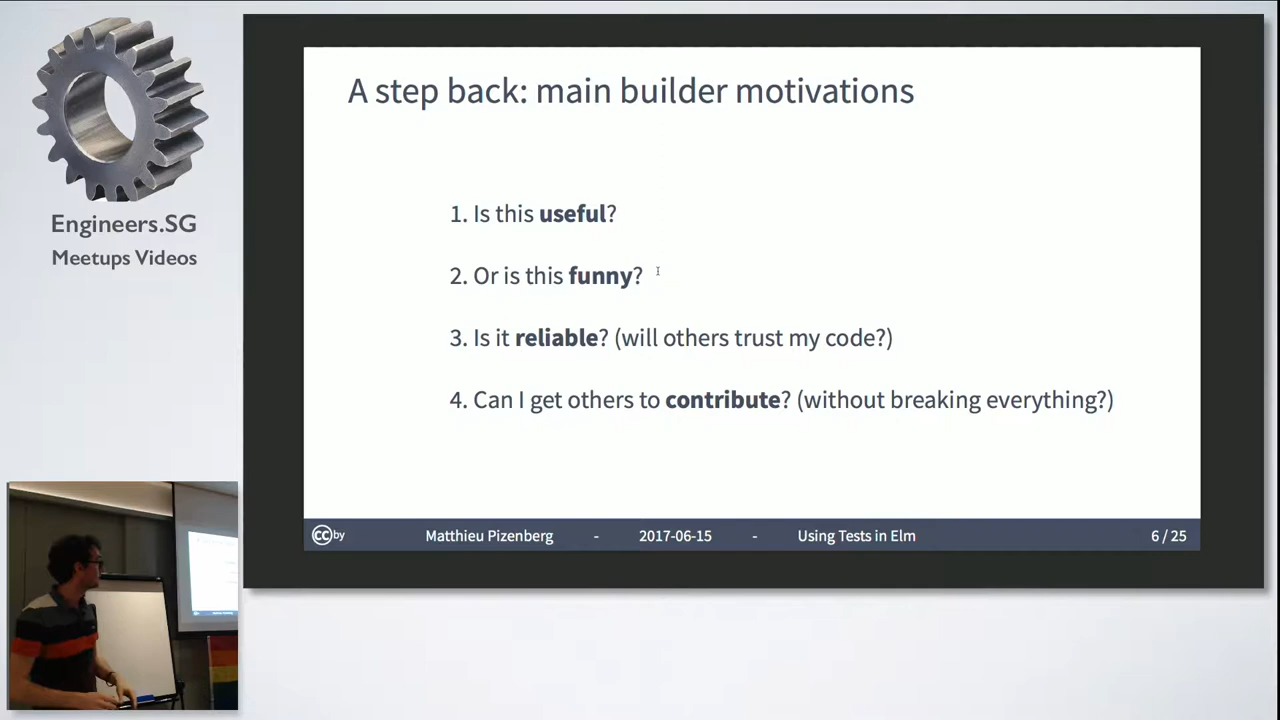 Engineers.SG
Meetups Videos
A step back: main builder motivations
1. Is this useful?
2. Or is this funny?
3. Is it reliable? (will others trust my code?)
4. Can I get others to contribute? (without breaking everything?)
cc by Matthieu Pizenberg - 2017-06-15 - Using Tests in Elm 6 / 25